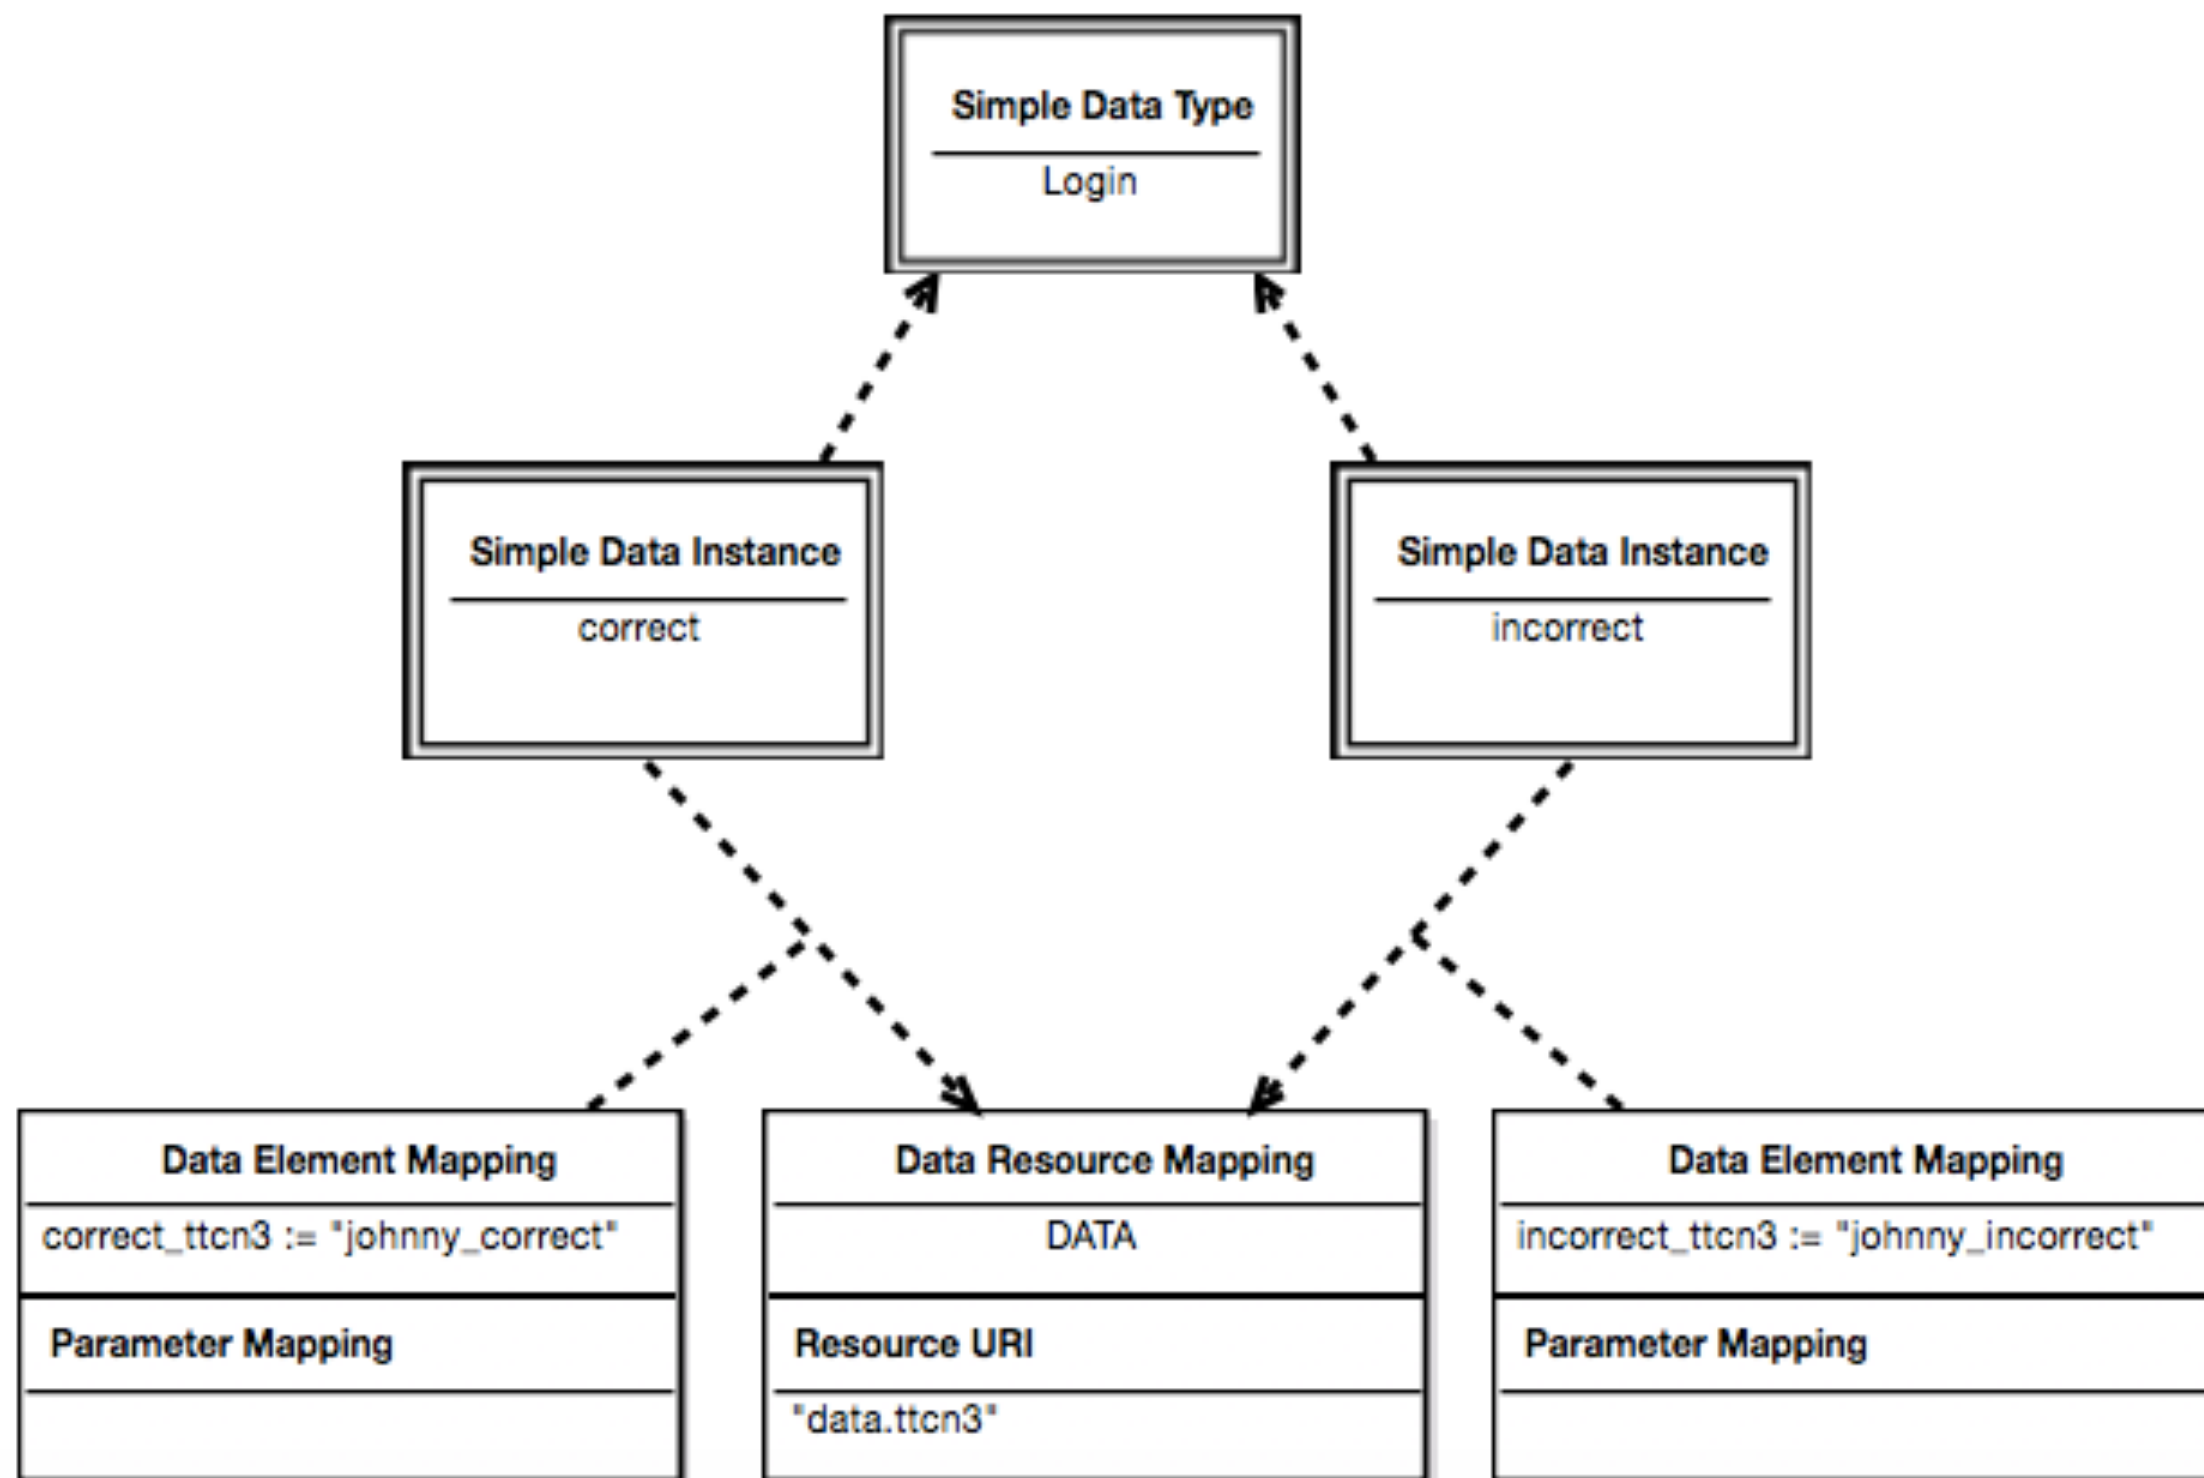 Simple Data Type
Login
Simple Data Instance
correct
Simple Data Instance
incorrect
Data Element Mapping
correct_ttcn3 := "johnny_correct"
Parameter Mapping
Data Resource Mapping
DATA
Resource URI
"data.ttcn3"
Data Element Mapping
incorrect_ttcn3 := "johnny_incorrect"
Parameter Mapping